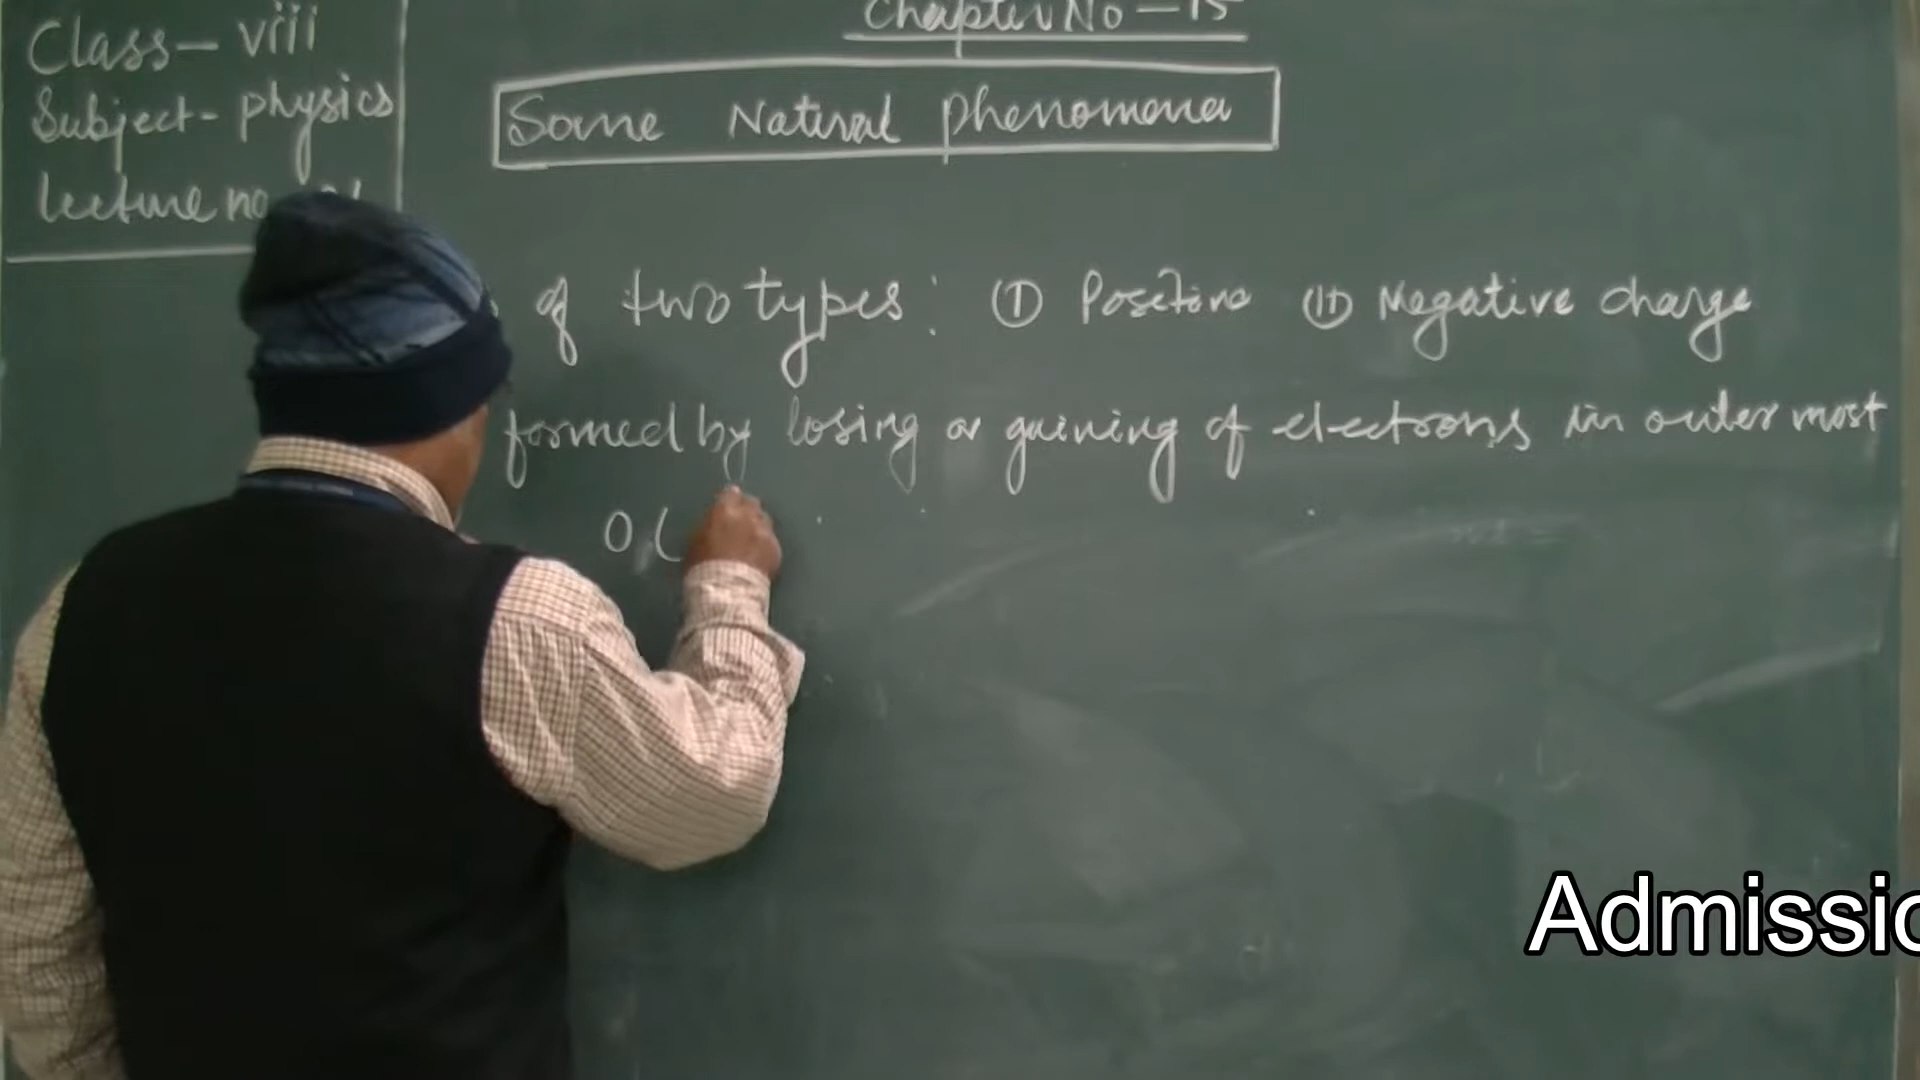 Class - viii
Subject - physics
Lecture no
Chapter No - 15
Some Natural Phenomena
of two types : (I) Positive (II) Negative charge
formed by losing or gaining of electrons in outer most
O (
Admissio